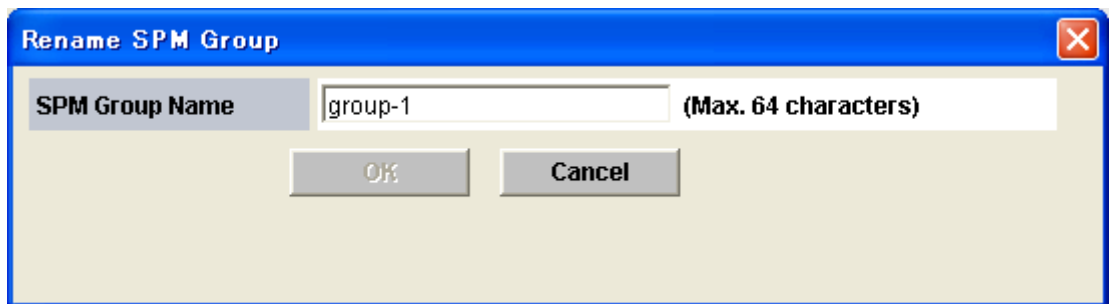 Rename SPM Group
SPM Group Name group-1 (Max. 64 characters)
OK Cancel